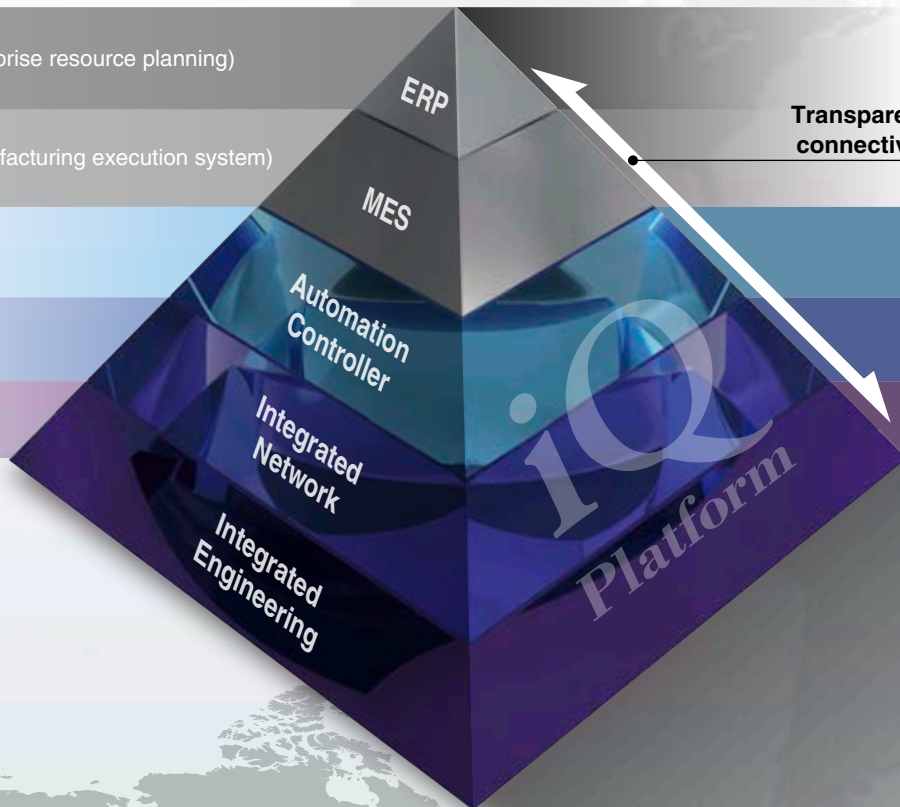 prise resource planning)
ERP
Transpare
connectiv
facturing execution system)
MES
Automation
Controller
Integrated
Network
Integrated
Engineering
iQ
Platform